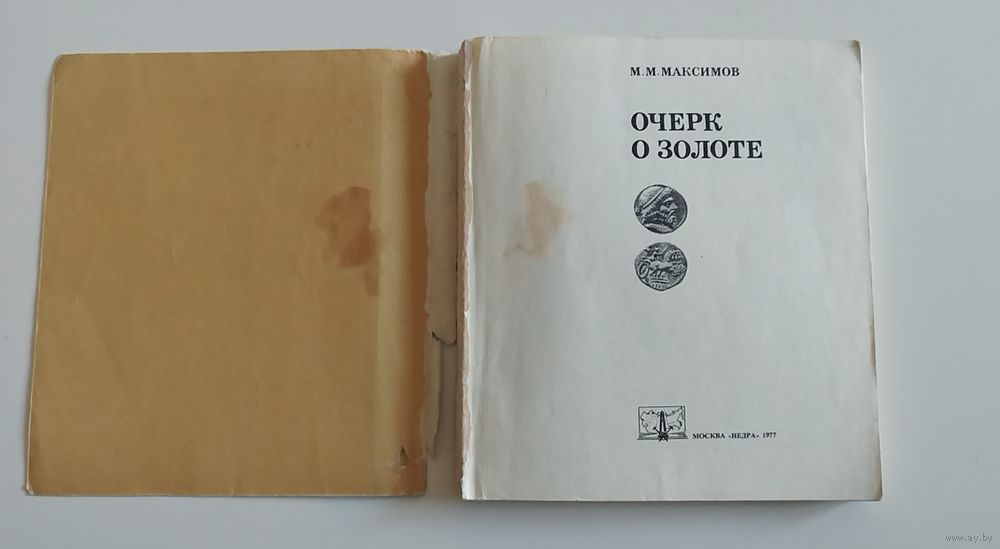 М. М. МАКСИМОВ
ОЧЕРК
О ЗОЛОТЕ
МОСКВА «НЕДРА» 1977
www.ay.by